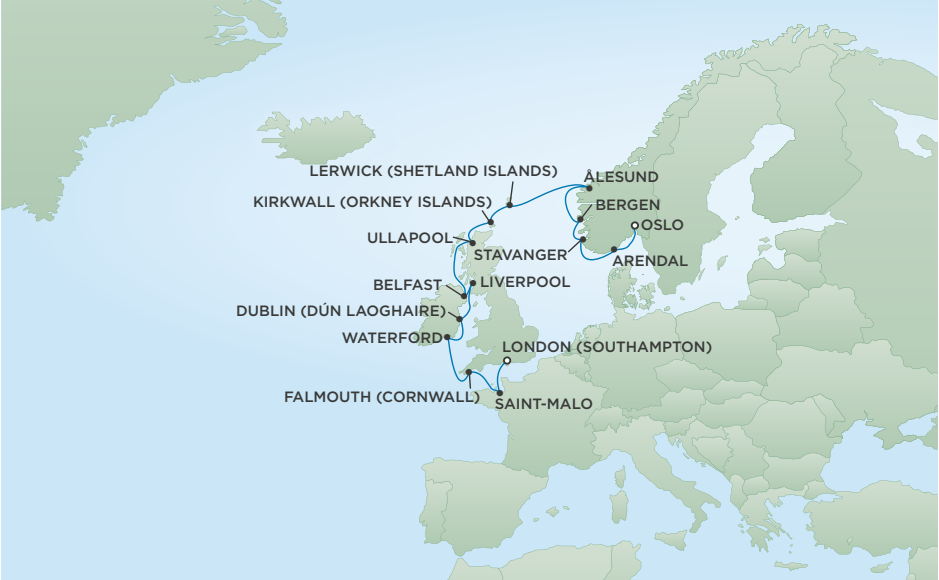 LERWICK (SHETLAND ISLANDS)
ÅLESUND
KIRKWALL (ORKNEY ISLANDS)
BERGEN
OSLO
ULLAPOOL
STAVANGER
ARENDAL
BELFAST
LIVERPOOL
DUBLIN (DÚN LAOGHAIRE)
WATERFORD
LONDON (SOUTHAMPTON)
FALMOUTH (CORNWALL)
SAINT-MALO